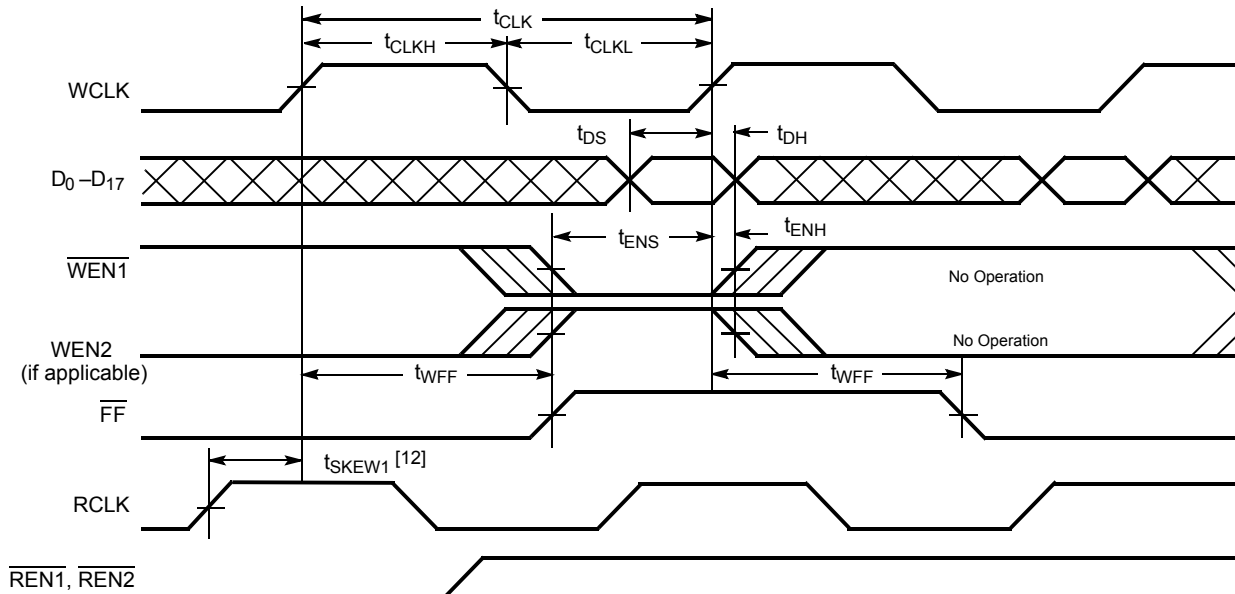 tCLK
tCLKH
tCLKL
WCLK
tDS
tDH
D0 –D17
tENS
tENH
WEN1
No Operation
WEN2
(if applicable)
No Operation
tWFF
tWFF
FF
tSKEW1 [12]
RCLK
REN1, REN2